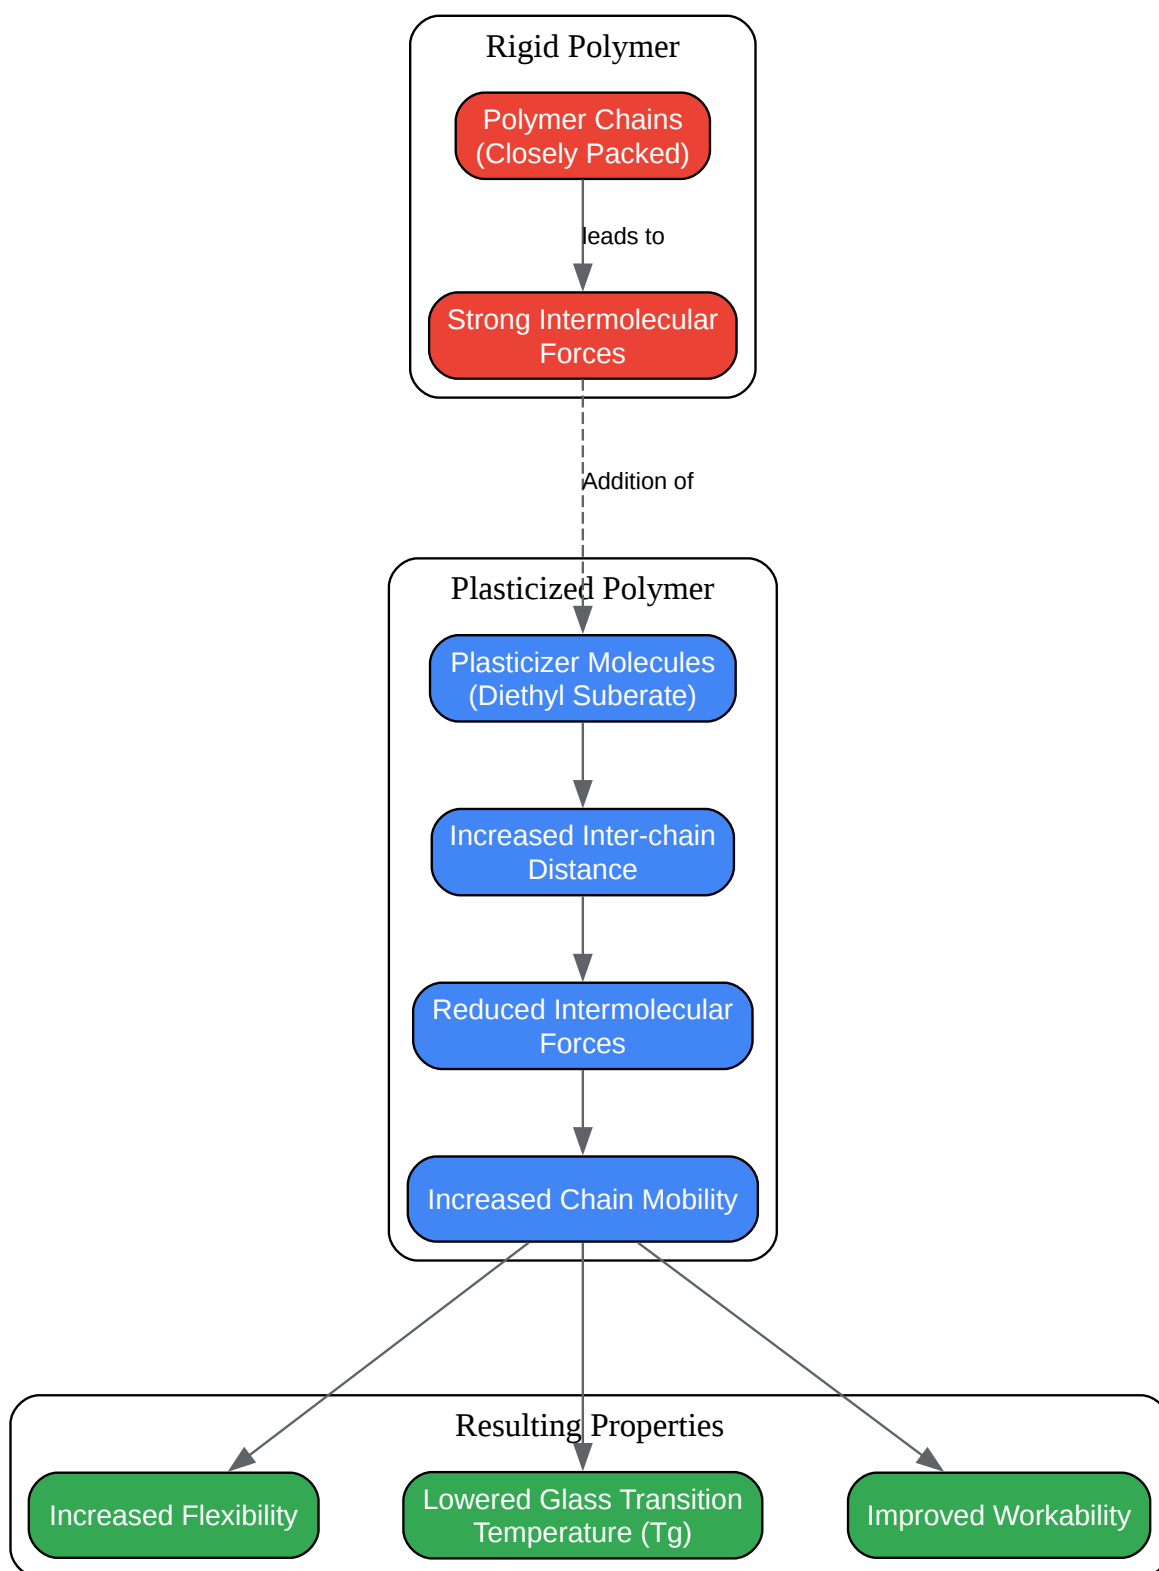 Rigid Polymer
Polymer Chains
(Closely Packed)
leads to
Strong Intermolecular
Forces
Addition of
Plasticized Polymer
Plasticizer Molecules
(Diethyl Suberate)
Increased Inter-chain
Distance
Reduced Intermolecular
Forces
Increased Chain Mobility
Resulting Properties
Increased Flexibility
Lowered Glass Transition
Temperature (Tg)
Improved Workability